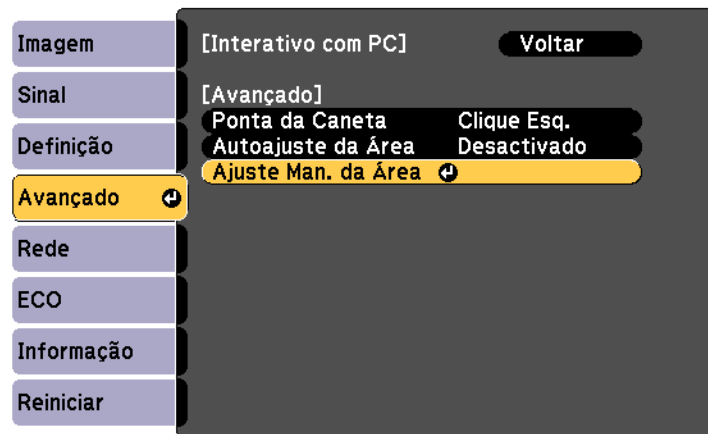 Imagem
Sinal
Definição
Avançado
Rede
ECO
Informação
Reiniciar
[Interativo com PC] Voltar
[Avançado]
Ponta da Caneta Clique Esq.
Autoajuste da Área Desactivado
Ajuste Man. da Área